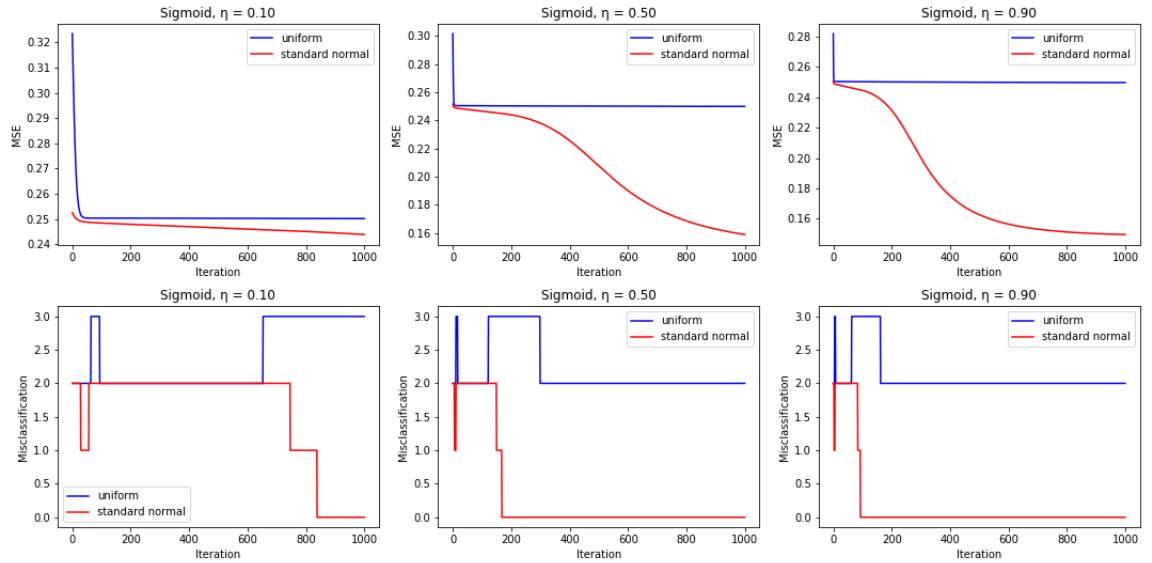 Sigmoid, η = 0.10
MSE
0.32
0.31
0.30
0.29
0.28
0.27
0.26
0.25
0.24
uniform
standard normal
0 200 400 600 800 1000
Iteration
Sigmoid, η = 0.50
MSE
0.30
0.28
0.26
0.24
0.22
0.20
0.18
0.16
uniform
standard normal
0 200 400 600 800 1000
Iteration
Sigmoid, η = 0.90
MSE
0.28
0.26
0.24
0.22
0.20
0.18
0.16
uniform
standard normal
0 200 400 600 800 1000
Iteration
Sigmoid, η = 0.10
Misclassification
3.0
2.5
2.0
1.5
1.0
0.5
0.0
uniform
standard normal
0 200 400 600 800 1000
Iteration
Sigmoid, η = 0.50
Misclassification
3.0
2.5
2.0
1.5
1.0
0.5
0.0
uniform
standard normal
0 200 400 600 800 1000
Iteration
Sigmoid, η = 0.90
Misclassification
3.0
2.5
2.0
1.5
1.0
0.5
0.0
uniform
standard normal
0 200 400 600 800 1000
Iteration